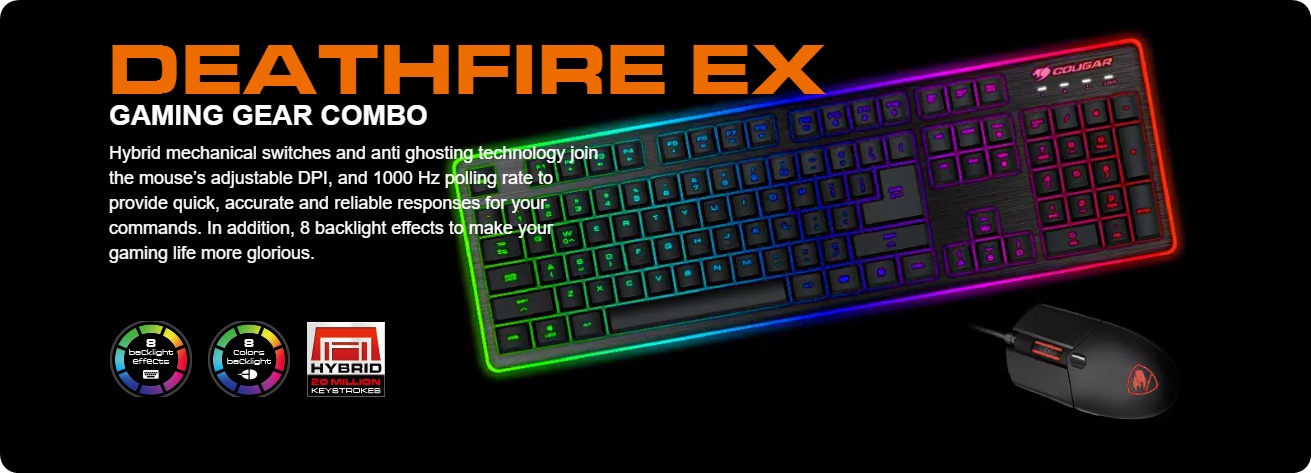 DEATHFIRE EX
GAMING GEAR COMBO
Hybrid mechanical switches and anti ghosting technology join
the mouse's adjustable DPI, and 1000 Hz polling rate to
provide quick, accurate and reliable responses for your
commands. In addition, 8 backlight effects to make your
gaming life more glorious.
COUGAR
8
backlight
effects
8
Colors
backlight
HYBRID
20 MILLION
KEYSTROKES